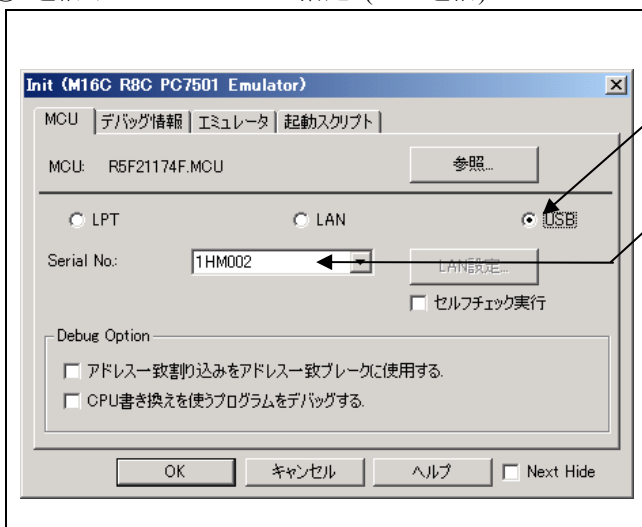 Init (M16C R8C PC7501 Emulator)
MCU デバッグ情報 エミュレータ 起動スクリプト
MCU: R5F21174F.MCU 参照...
LPT LAN USB
Serial No.: 1HM002 LAN設定...
セルフチェック実行
Debug Option
アドレス一致割り込みをアドレス一致ブレークに使用する.
CPU書き換えを使うプログラムをデバッグする.
OK キャンセル ヘルプ Next Hide